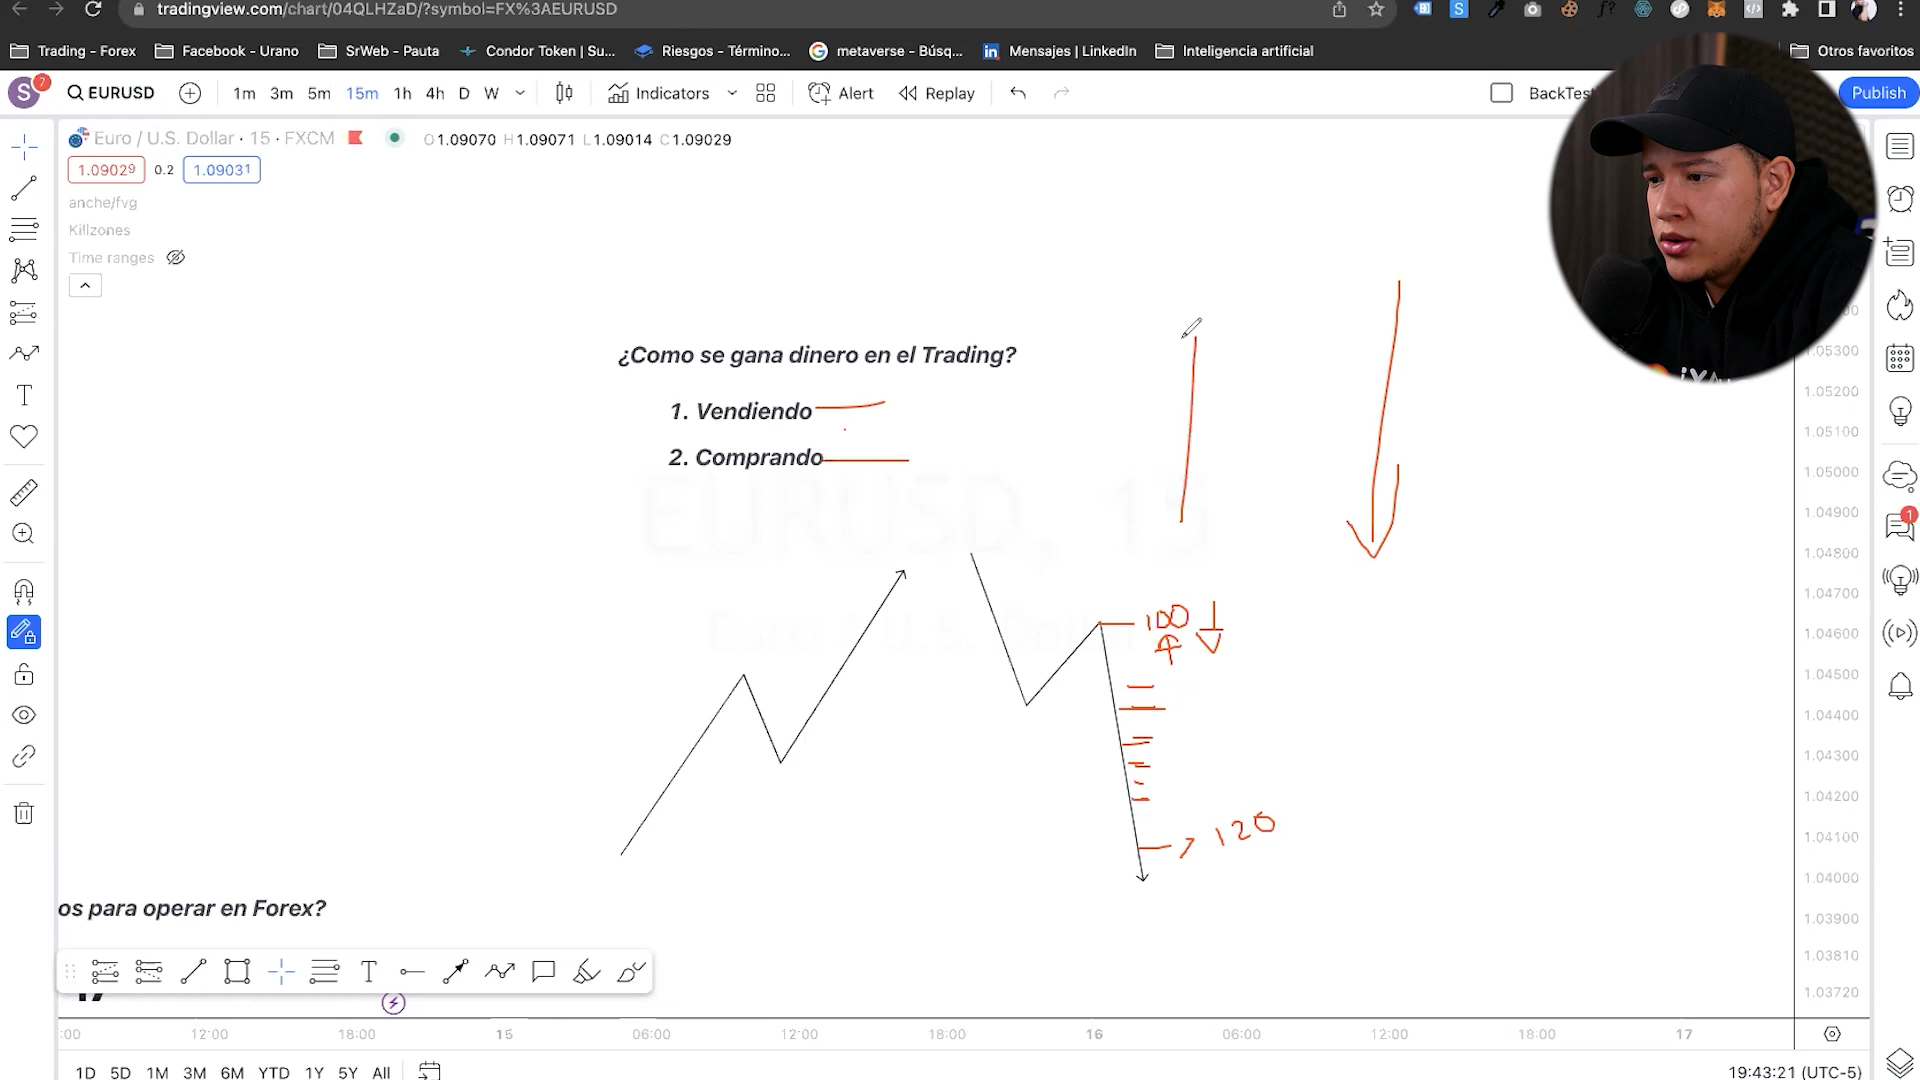 tradingview.com/chart/04QLHZaD/?symbol=FX%3AEURUSD
Trading - Forex
Facebook - Urano
SrWeb - Pauta
Condor Token | Su...
Riesgos - Término...
metaverse - Búsq...
Mensajes | LinkedIn
Inteligencia artificial
Otros favoritos
S 7
EURUSD
1m 3m 5m 15m 1h 4h D W
Indicators
Alert
Replay
BackTes
Publish
Euro / U.S. Dollar · 15 · FXCM
O1.09070 H1.09071 L1.09014 C1.09029
1.09029 0.2 1.09031
anche/fvg
Killzones
Time ranges
¿Como se gana dinero en el Trading?
1. Vendiendo
2. Comprando
EURUSD, 15
100
120
os para operar en Forex?
1.05300
1.05200
1.05100
1.05000
1.04900
1.04800
1.04700
1.04600
1.04500
1.04400
1.04300
1.04200
1.04100
1.04000
1.03900
1.03810
1.03720
1
:00 12:00 18:00 15 06:00 12:00 18:00 16 06:00 12:00 18:00 17
1D 5D 1M 3M 6M YTD 1Y 5Y All
19:43:21 (UTC-5)